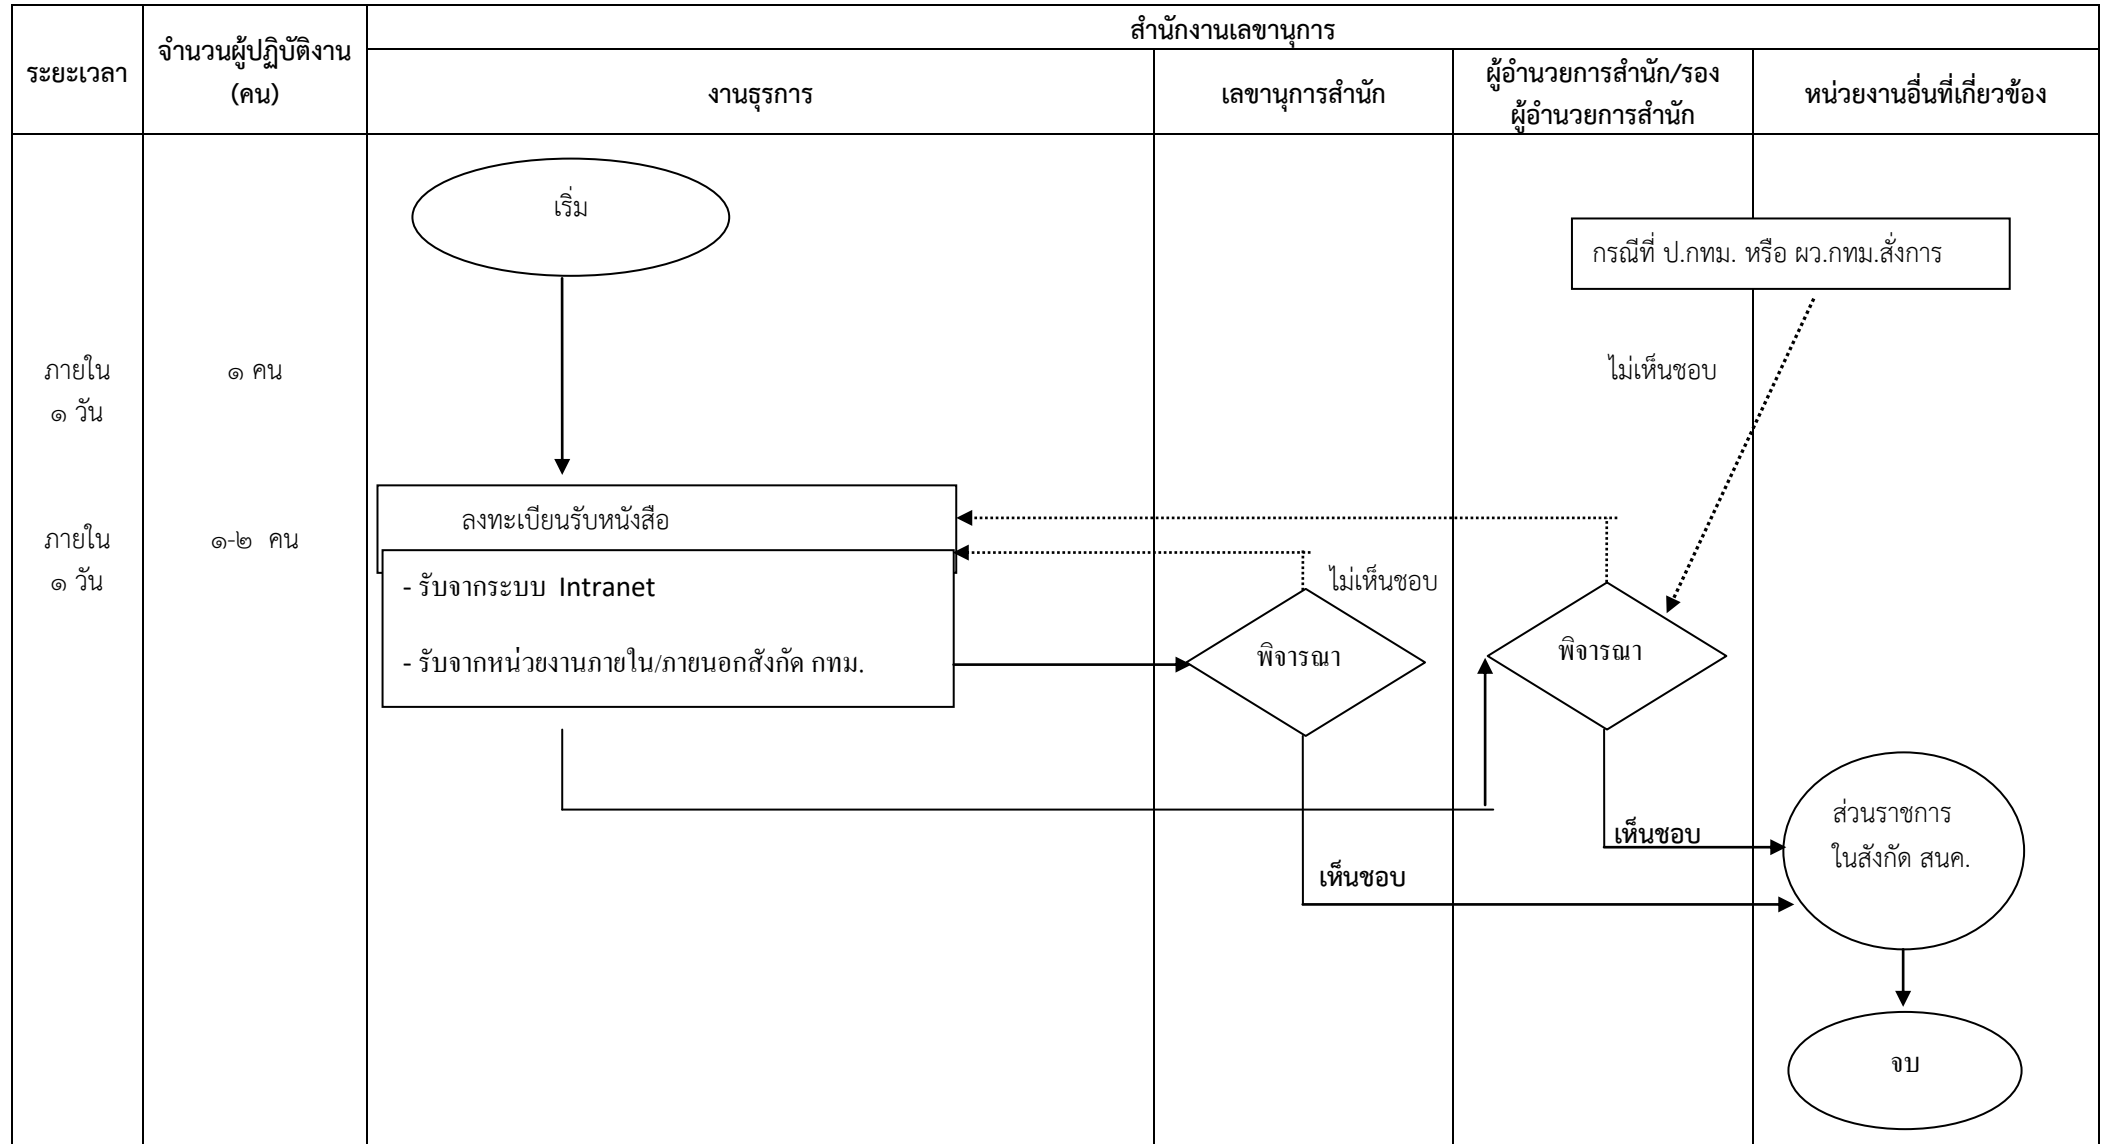 สำนักงานเลขานุการ
ระยะเวลา
จำนวนผู้ปฏิบัติงาน
(คน)
งานธุรการ
เลขานุการสำนัก
ผู้อำนวยการสำนัก/รอง
ผู้อำนวยการสำนัก
หน่วยงานอื่นที่เกี่ยวข้อง
เริ่ม
กรณีที่ ป.กทม. หรือ ผว.กทม.สั่งการ
ภายใน
๑ วัน
๑ คน
ไม่เห็นชอบ
ลงทะเบียนรับหนังสือ
ภายใน
๑ วัน
๑-๒ คน
- รับจากระบบ Intranet
- รับจากหน่วยงานภายใน/ภายนอกสังกัด กทม.
ไม่เห็นชอบ
พิจารณา
พิจารณา
เห็นชอบ
เห็นชอบ
ส่วนราชการ
ในสังกัด สนค.
จบ